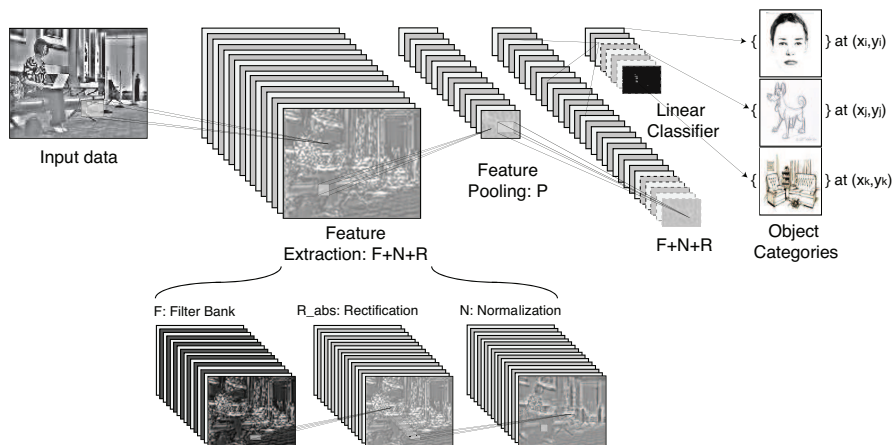 Input data
Feature
Extraction: F+N+R
Feature
Pooling: P
F+N+R
Linear
Classifier
{ } at (xi,yi)
{ } at (xj,yj)
{ } at (xk,yk)
Object
Categories
F: Filter Bank
R_abs: Rectification
N: Normalization